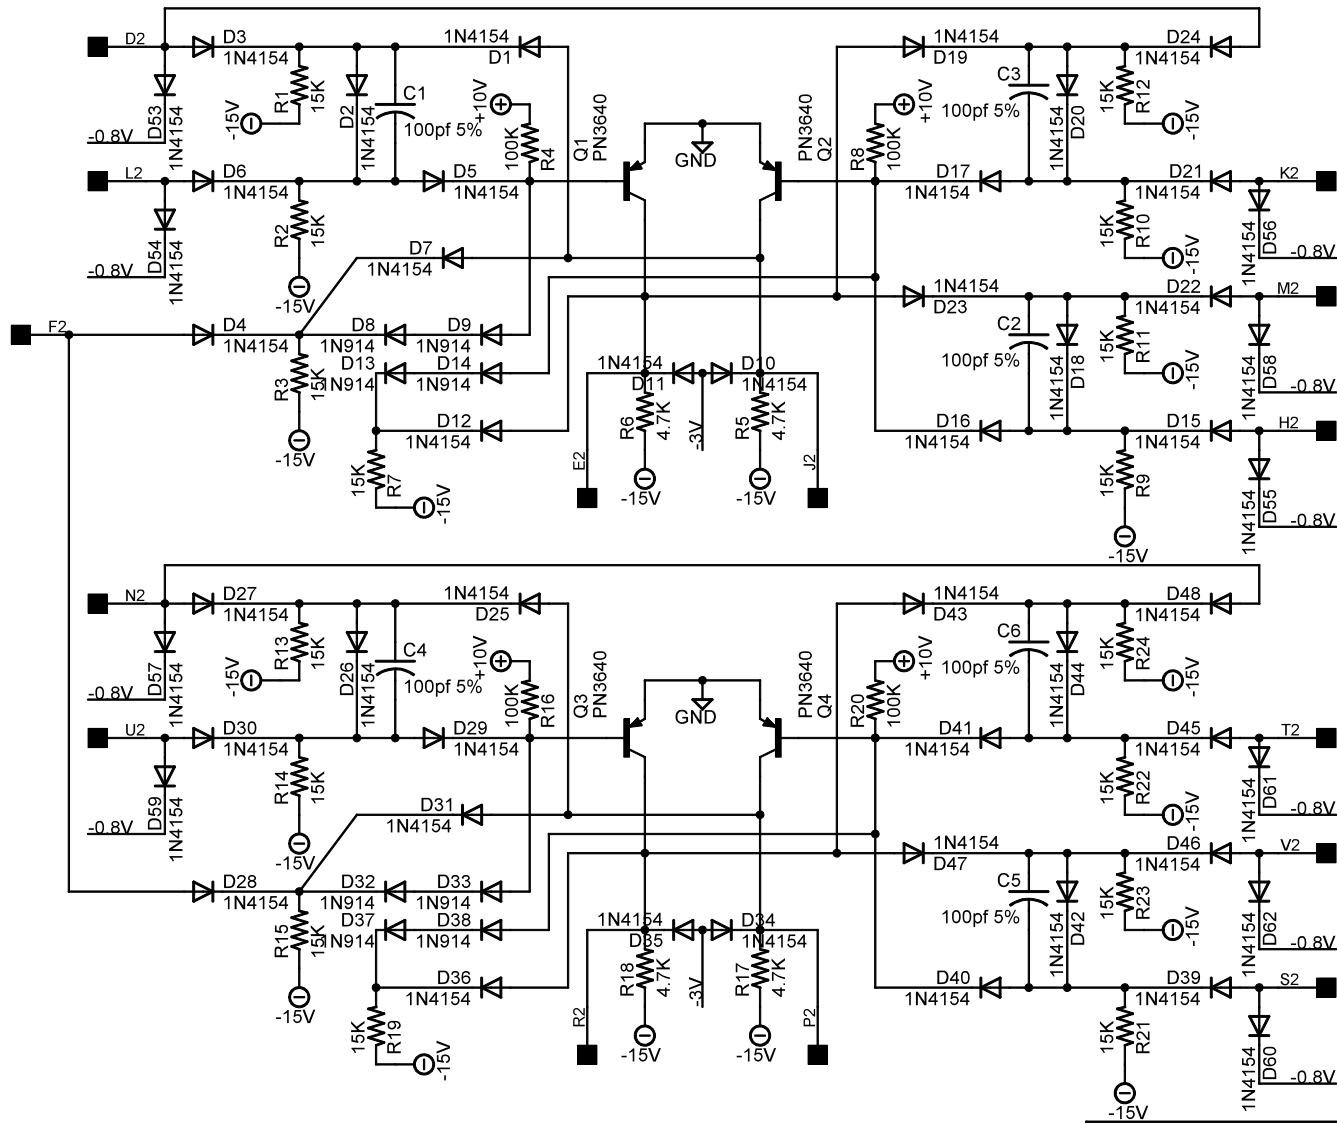 D2
D3
1N4154
1N4154
D1
1N4154
D19
D24
1N4154
D53
1N4154
-0.8V
-15V
R1
15K
D2
1N4154
C1
100pf 5%
+10V
100K
R4
Q1
PN3640
GND
PN3640
Q2
R8
100K
+10V
C3
100pf 5%
1N4154
D20
15K
R12
-15V
L2
D6
1N4154
D5
1N4154
D17
1N4154
D21
1N4154
K2
D54
1N4154
-0.8V
R2
15K
-15V
D7
1N4154
15K
R10
-15V
1N4154
D56
-0.8V
1N4154
D23
D22
1N4154
M2
F2
D4
1N4154
D8
1N914
D9
1N914
C2
100pf 5%
1N4154
D18
15K
R11
-15V
1N4154
D58
-0.8V
R3
15K
-15V
D13
1N914
D14
1N914
1N4154
D11
D10
1N4154
D12
1N4154
R6
4.7K
-3V
R5
4.7K
D16
1N4154
D15
1N4154
H2
15K
R7
-15V
E2
-15V
-15V
J2
15K
R9
-15V
1N4154
D55
-0.8V
N2
D27
1N4154
1N4154
D25
1N4154
D43
D48
1N4154
D57
1N4154
-0.8V
-15V
R13
15K
D26
1N4154
C4
100pf 5%
+10V
100K
R16
Q3
PN3640
GND
PN3640
Q4
R20
100K
+10V
C6
100pf 5%
1N4154
D44
15K
R24
-15V
U2
D30
1N4154
D29
1N4154
D41
1N4154
D45
1N4154
T2
D59
1N4154
-0.8V
R14
15K
-15V
D31
1N4154
15K
R22
-15V
1N4154
D61
-0.8V
1N4154
D47
D46
1N4154
V2
D28
1N4154
D32
1N914
D33
1N914
C5
100pf 5%
1N4154
D42
15K
R23
-15V
1N4154
D62
-0.8V
R15
15K
-15V
D37
1N914
D38
1N914
1N4154
D35
D34
1N4154
D36
1N4154
R18
4.7K
-3V
R17
4.7K
D40
1N4154
D39
1N4154
S2
15K
R19
-15V
R2
-15V
-15V
P2
15K
R21
-15V
1N4154
D60
-0.8V